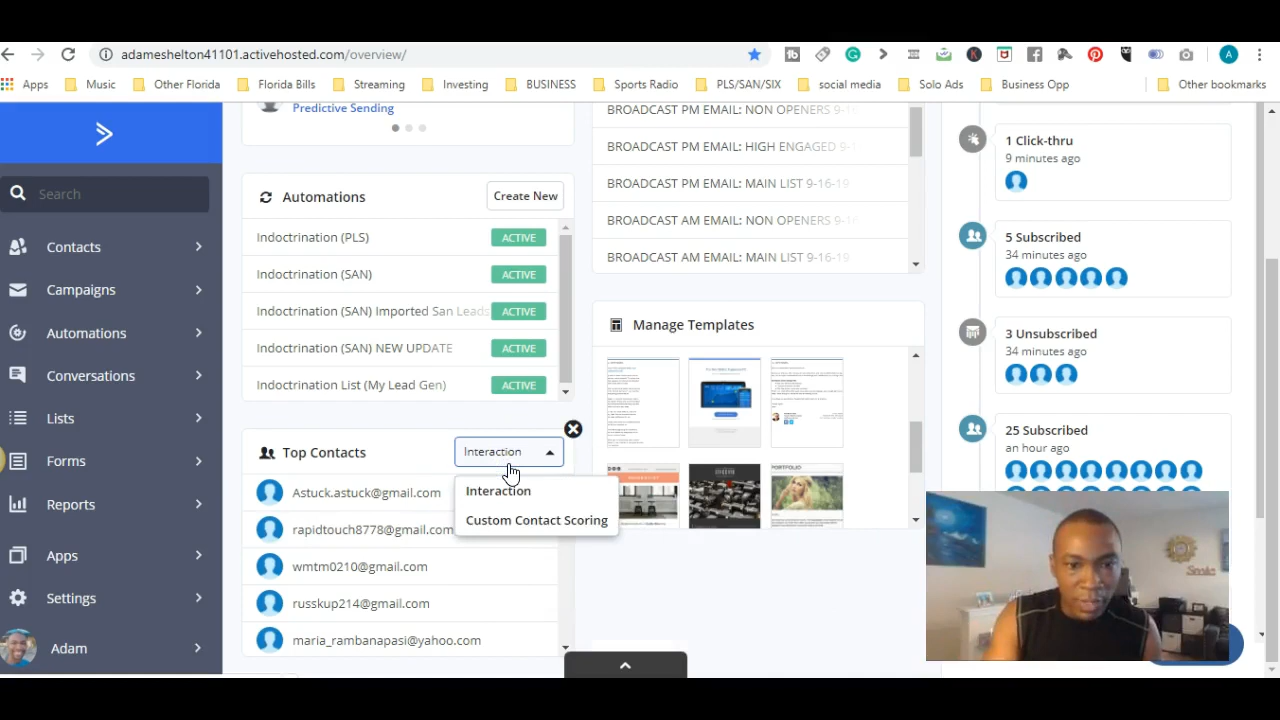 adameshelton41101.activehosted.com/overview/
Apps
Music
Other Florida
Florida Bills
Streaming
Investing
BUSINESS
Sports Radio
PLS/SAN/SIX
social media
Solo Ads
Business Opp
Other bookmarks
Search
Contacts
Campaigns
Automations
Conversations
Lists
Forms
Reports
Apps
Settings
Adam
Predictive Sending
Automations
Create New
Indoctrination (PLS)
ACTIVE
Indoctrination (SAN)
ACTIVE
Indoctrination (SAN) Imported San Leads
ACTIVE
Indoctrination (SAN) NEW UPDATE
ACTIVE
Indoctrination List (My Lead Gen)
ACTIVE
Top Contacts
Interaction
Interaction
Custom Contact Scoring
Astuck.astuck@gmail.com
rapidtouch8778@gmail.com
wmtm0210@gmail.com
russkup214@gmail.com
maria_rambanapasi@yahoo.com
BROADCAST PM EMAIL: NON OPENERS 9-16-
BROADCAST PM EMAIL: HIGH ENGAGED 9-
BROADCAST PM EMAIL: MAIN LIST 9-16-19
BROADCAST AM EMAIL: NON OPENERS 9-16-
BROADCAST AM EMAIL: MAIN LIST 9-16-19
Manage Templates
PORTFOLIO
1 Click-thru
9 minutes ago
5 Subscribed
34 minutes ago
3 Unsubscribed
34 minutes ago
25 Subscribed
an hour ago
Smile